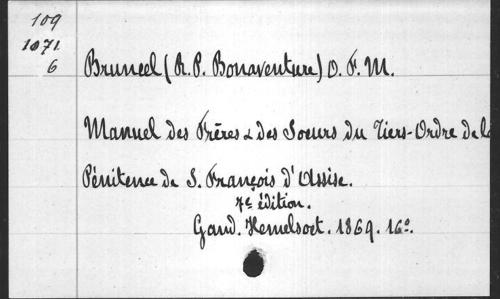 109
1071
6
Bruneel (R. P. Bonaventure) O. F. M.
Manuel des Frères & des Soeurs du Tiers-Ordre de la
Pénitence de S. François d'Assise.
7e édition.
Gand. Hemelsoet. 1869. 16º.